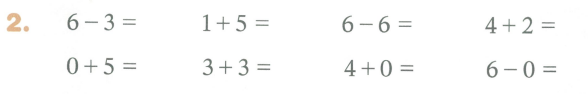 2. 6 − 3 = 1 + 5 = 6 − 6 = 4 + 2 =
0 + 5 = 3 + 3 = 4 + 0 = 6 − 0 =